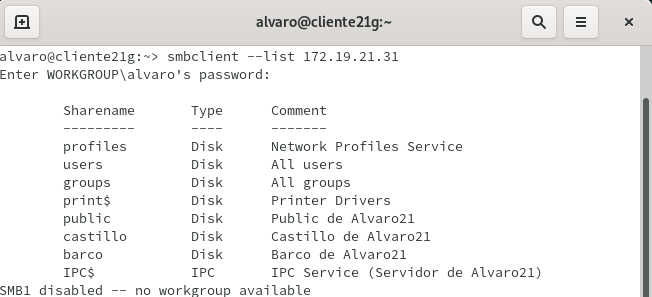 alvaro@cliente21g:~
alvaro@cliente21g:~> smbclient --list 172.19.21.31
Enter WORKGROUP\alvaro's password:
Sharename Type Comment
--------- ---- -------
profiles Disk Network Profiles Service
users Disk All users
groups Disk All groups
print$ Disk Printer Drivers
public Disk Public de Alvaro21
castillo Disk Castillo de Alvaro21
barco Disk Barco de Alvaro21
IPC$ IPC IPC Service (Servidor de Alvaro21)
SMB1 disabled -- no workgroup available